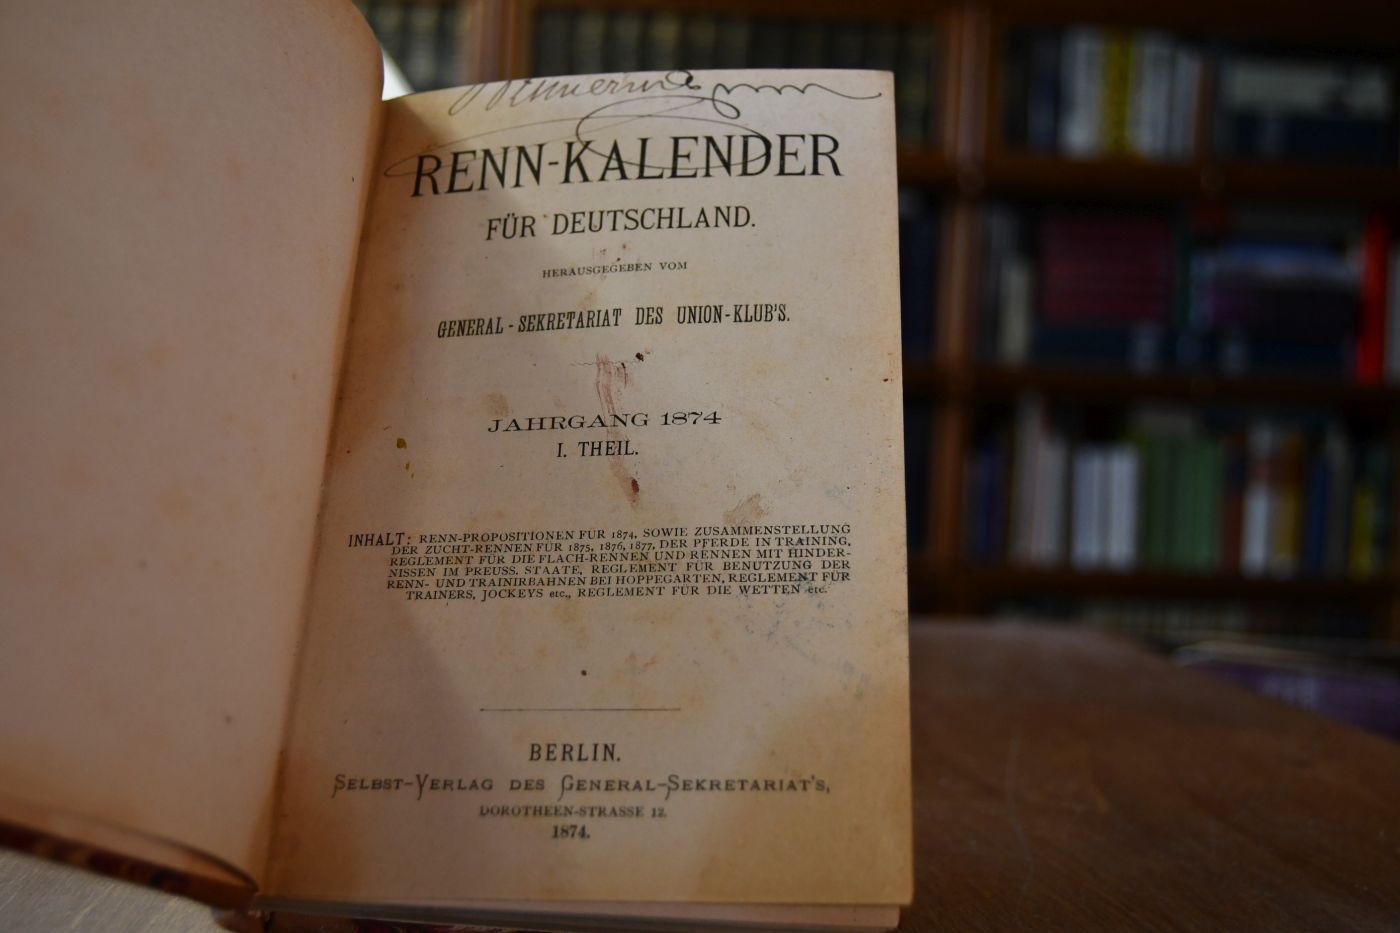 RENN-KALENDER
FÜR DEUTSCHLAND.
HERAUSGEGEBEN VOM
GENERAL-SEKRETARIAT DES UNION-KLUB'S.
JAHRGANG 1874
I. THEIL.
INHALT: RENN-PROPOSITIONEN FÜR 1874, SOWIE ZUSAMMENSTELLUNG
DER ZUCHT-RENNEN FÜR 1875, 1876, 1877, DER PFERDE IN TRAINING,
REGLEMENT FÜR DIE FLACH-RENNEN UND RENNEN MIT HINDER-
NISSEN IM PREUSS. STAATE, REGLEMENT FÜR BENUTZUNG DER
RENN- UND TRAINIRBAHNEN BEI HOPPEGARTEN, REGLEMENT FÜR
TRAINERS, JOCKEYS etc., REGLEMENT FÜR DIE WETTEN etc.
BERLIN.
SELBST-VERLAG DES GENERAL-SEKRETARIAT'S,
DOROTHEEN-STRASSE 12.
1874.